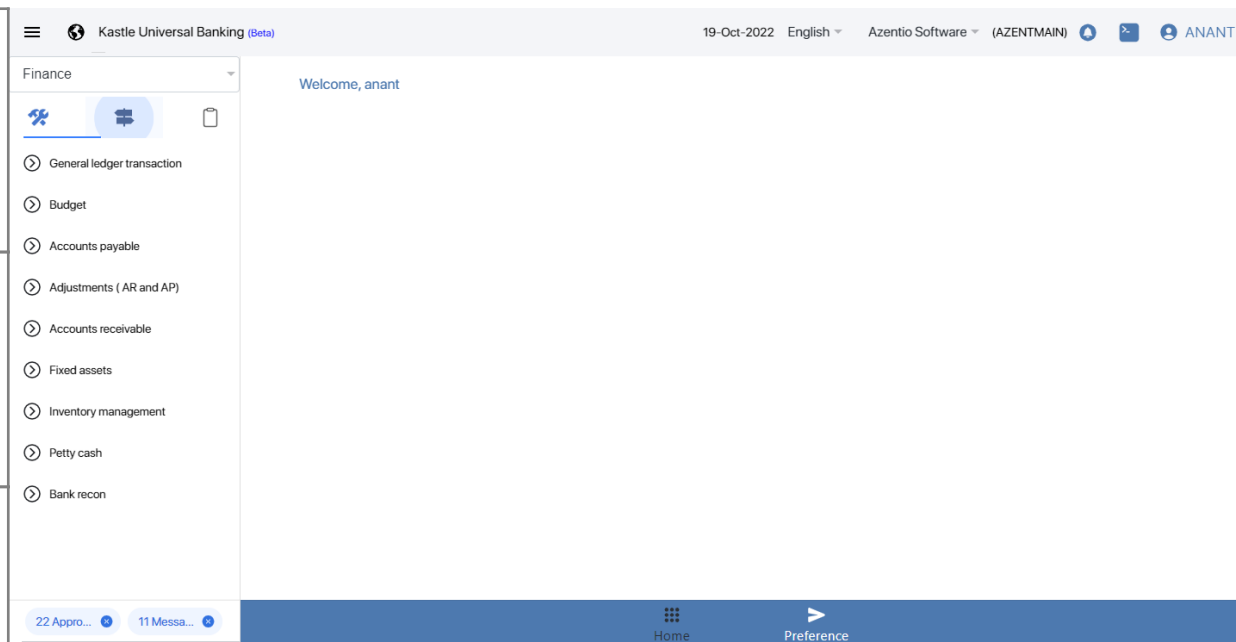 Kastle Universal Banking (Beta)
19-Oct-2022 English Azentio Software (AZENTMAIN) ANANT
Finance
Welcome, anant
General ledger transaction
Budget
Accounts payable
Adjustments ( AR and AP)
Accounts receivable
Fixed assets
Inventory management
Petty cash
Bank recon
22 Appro... 11 Messa...
Home Preference